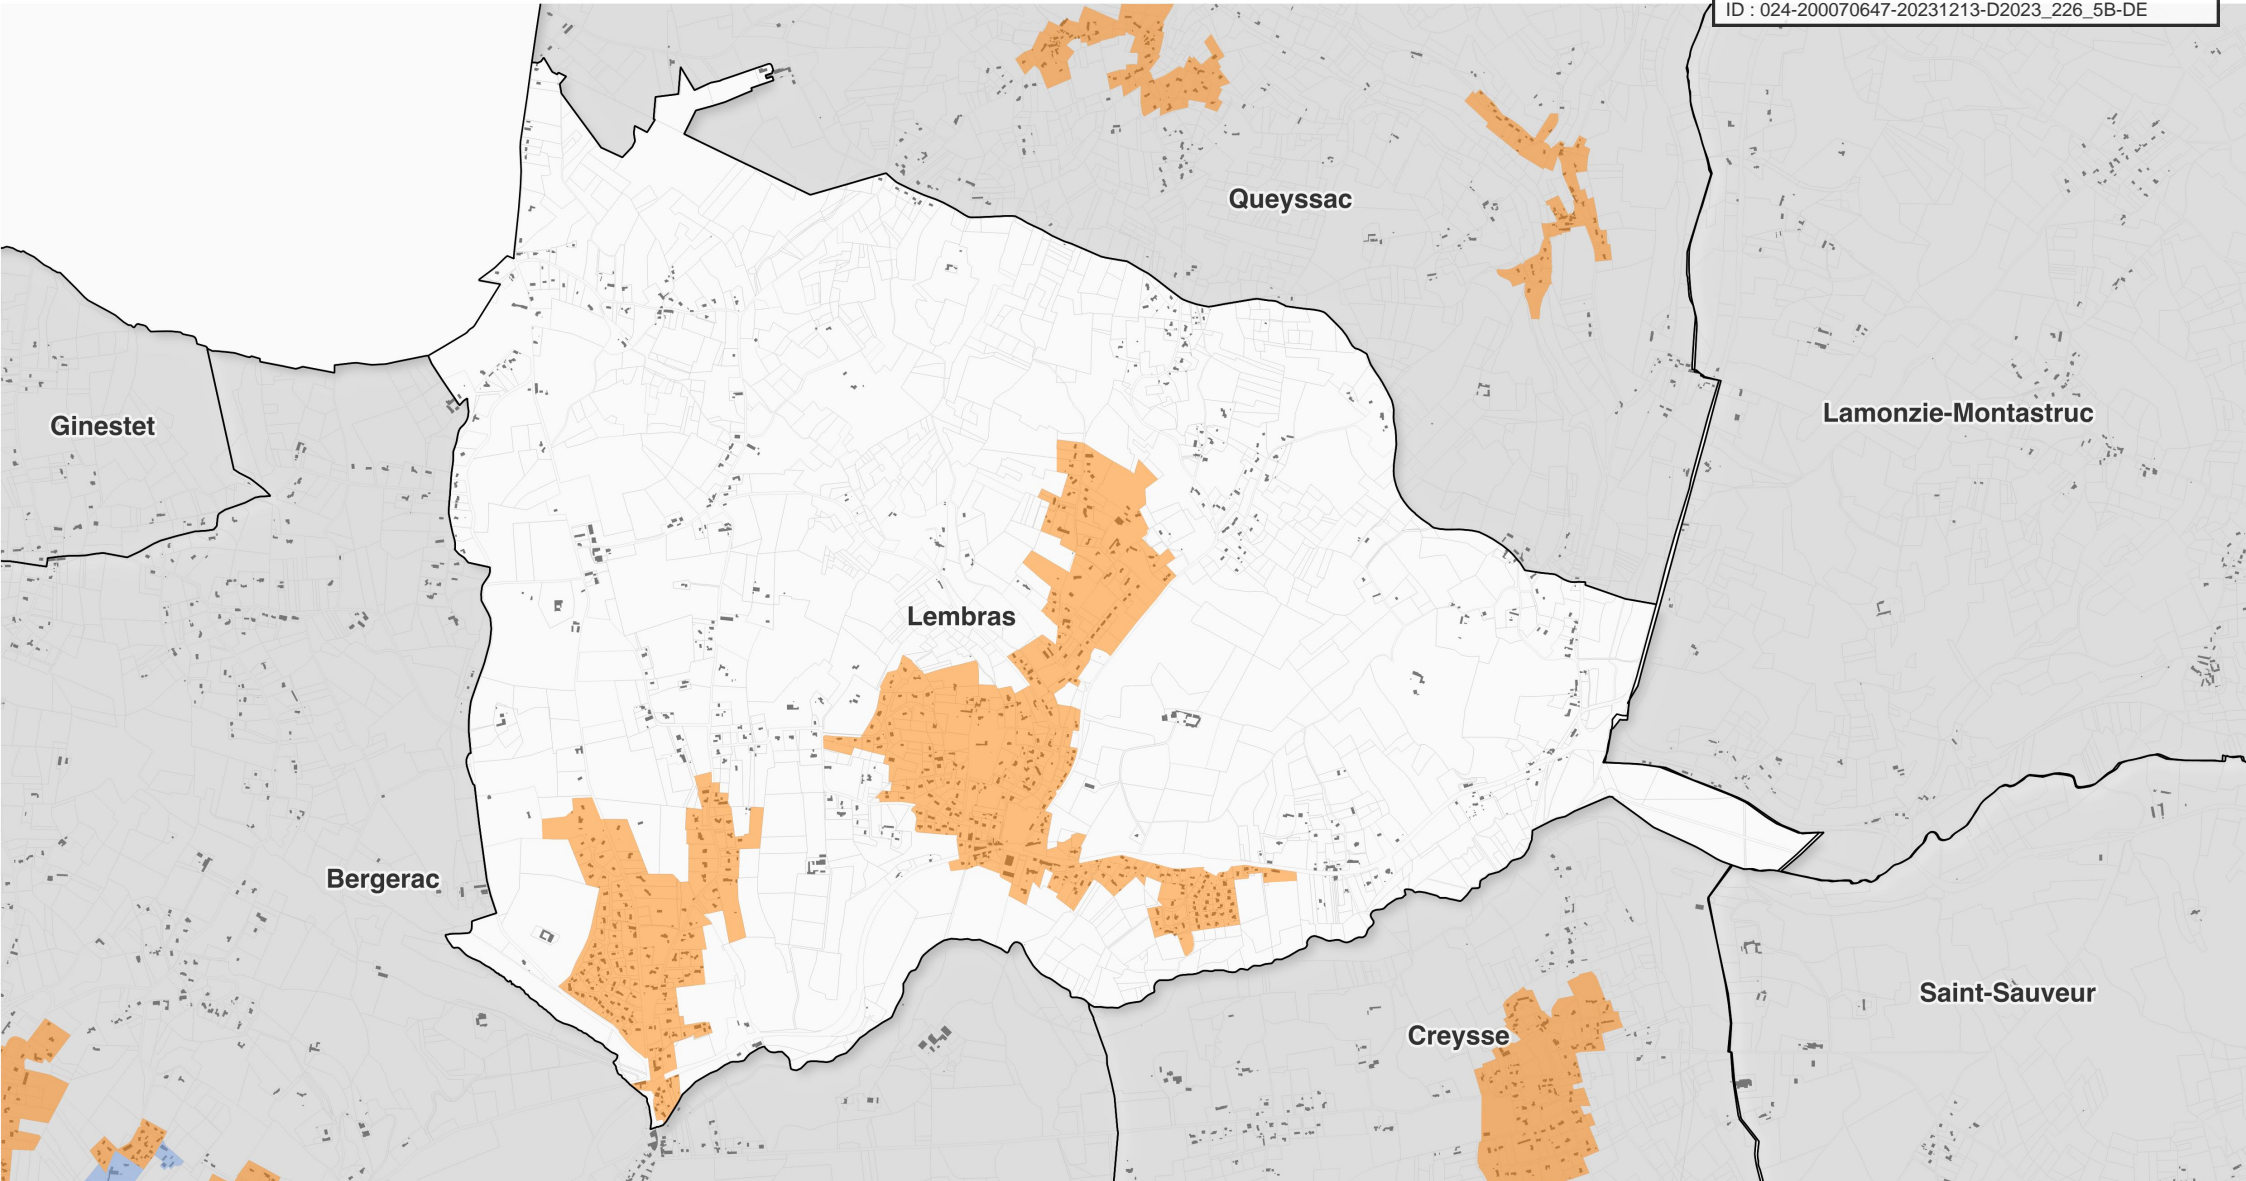 ID : 024-200070647-20231213-D2023_226_5B-DE
Queyssac
Ginestet
Lamonzie-Montastruc
Lembras
Bergerac
Saint-Sauveur
Creysse